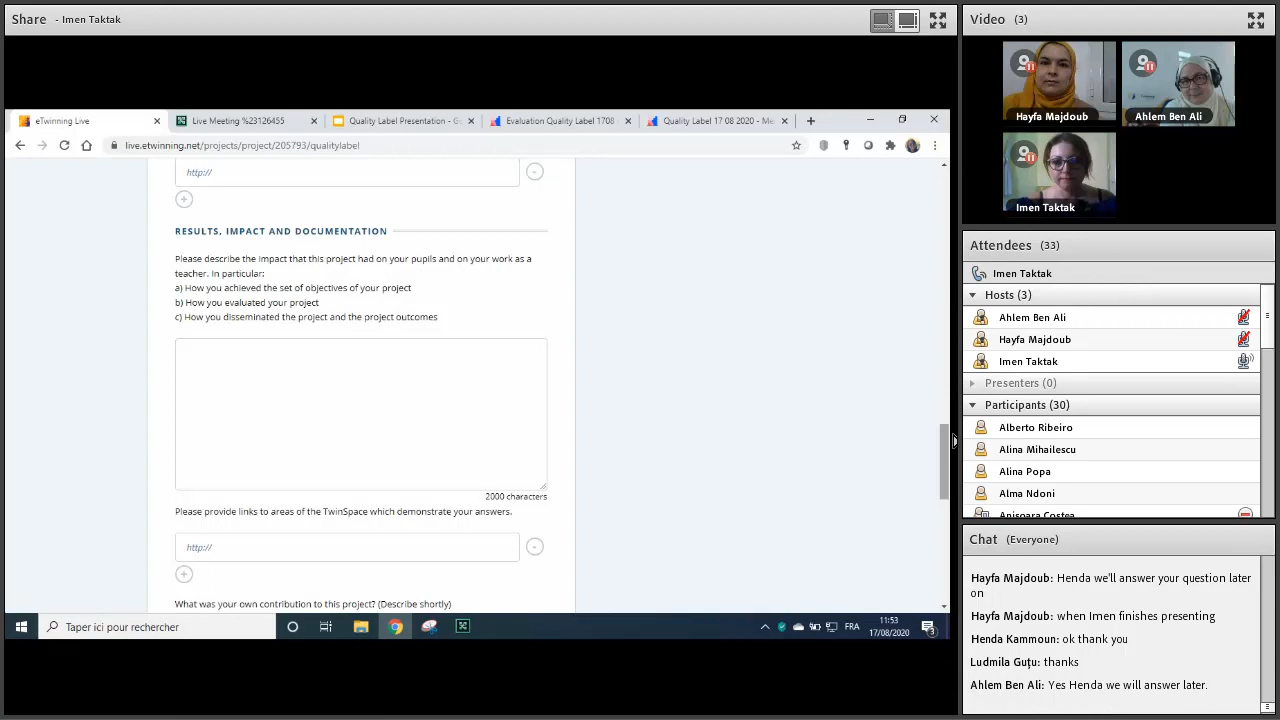 Share - Imen Taktak
eTwinning Live
Live Meeting %23126455
Quality Label Presentation - G
Evaluation Quality Label 1708 -
Quality Label 17 08 2020 - Me
live.etwinning.net/projects/project/205793/qualitylabel
http://
RESULTS, IMPACT AND DOCUMENTATION
Please describe the impact that this project had on your pupils and on your work as a
teacher. In particular:
a) How you achieved the set of objectives of your project
b) How you evaluated your project
c) How you disseminated the project and the project outcomes
2000 characters
Please provide links to areas of the TwinSpace which demonstrate your answers.
http://
What was your own contribution to this project? (Describe shortly)
Taper ici pour rechercher
FRA
11:53
17/08/2020
3
Video (3)
Hayfa Majdoub
Ahlem Ben Ali
Imen Taktak
Attendees (33)
Imen Taktak
Hosts (3)
Ahlem Ben Ali
Hayfa Majdoub
Imen Taktak
Presenters (0)
Participants (30)
Alberto Ribeiro
Alina Mihailescu
Alina Popa
Alma Ndoni
Anisoara Costea
Chat (Everyone)
Hayfa Majdoub: Henda we'll answer your question later
on
Hayfa Majdoub: when Imen finishes presenting
Henda Kammoun: ok thank you
Ludmila Guțu: thanks
Ahlem Ben Ali: Yes Henda we will answer later.